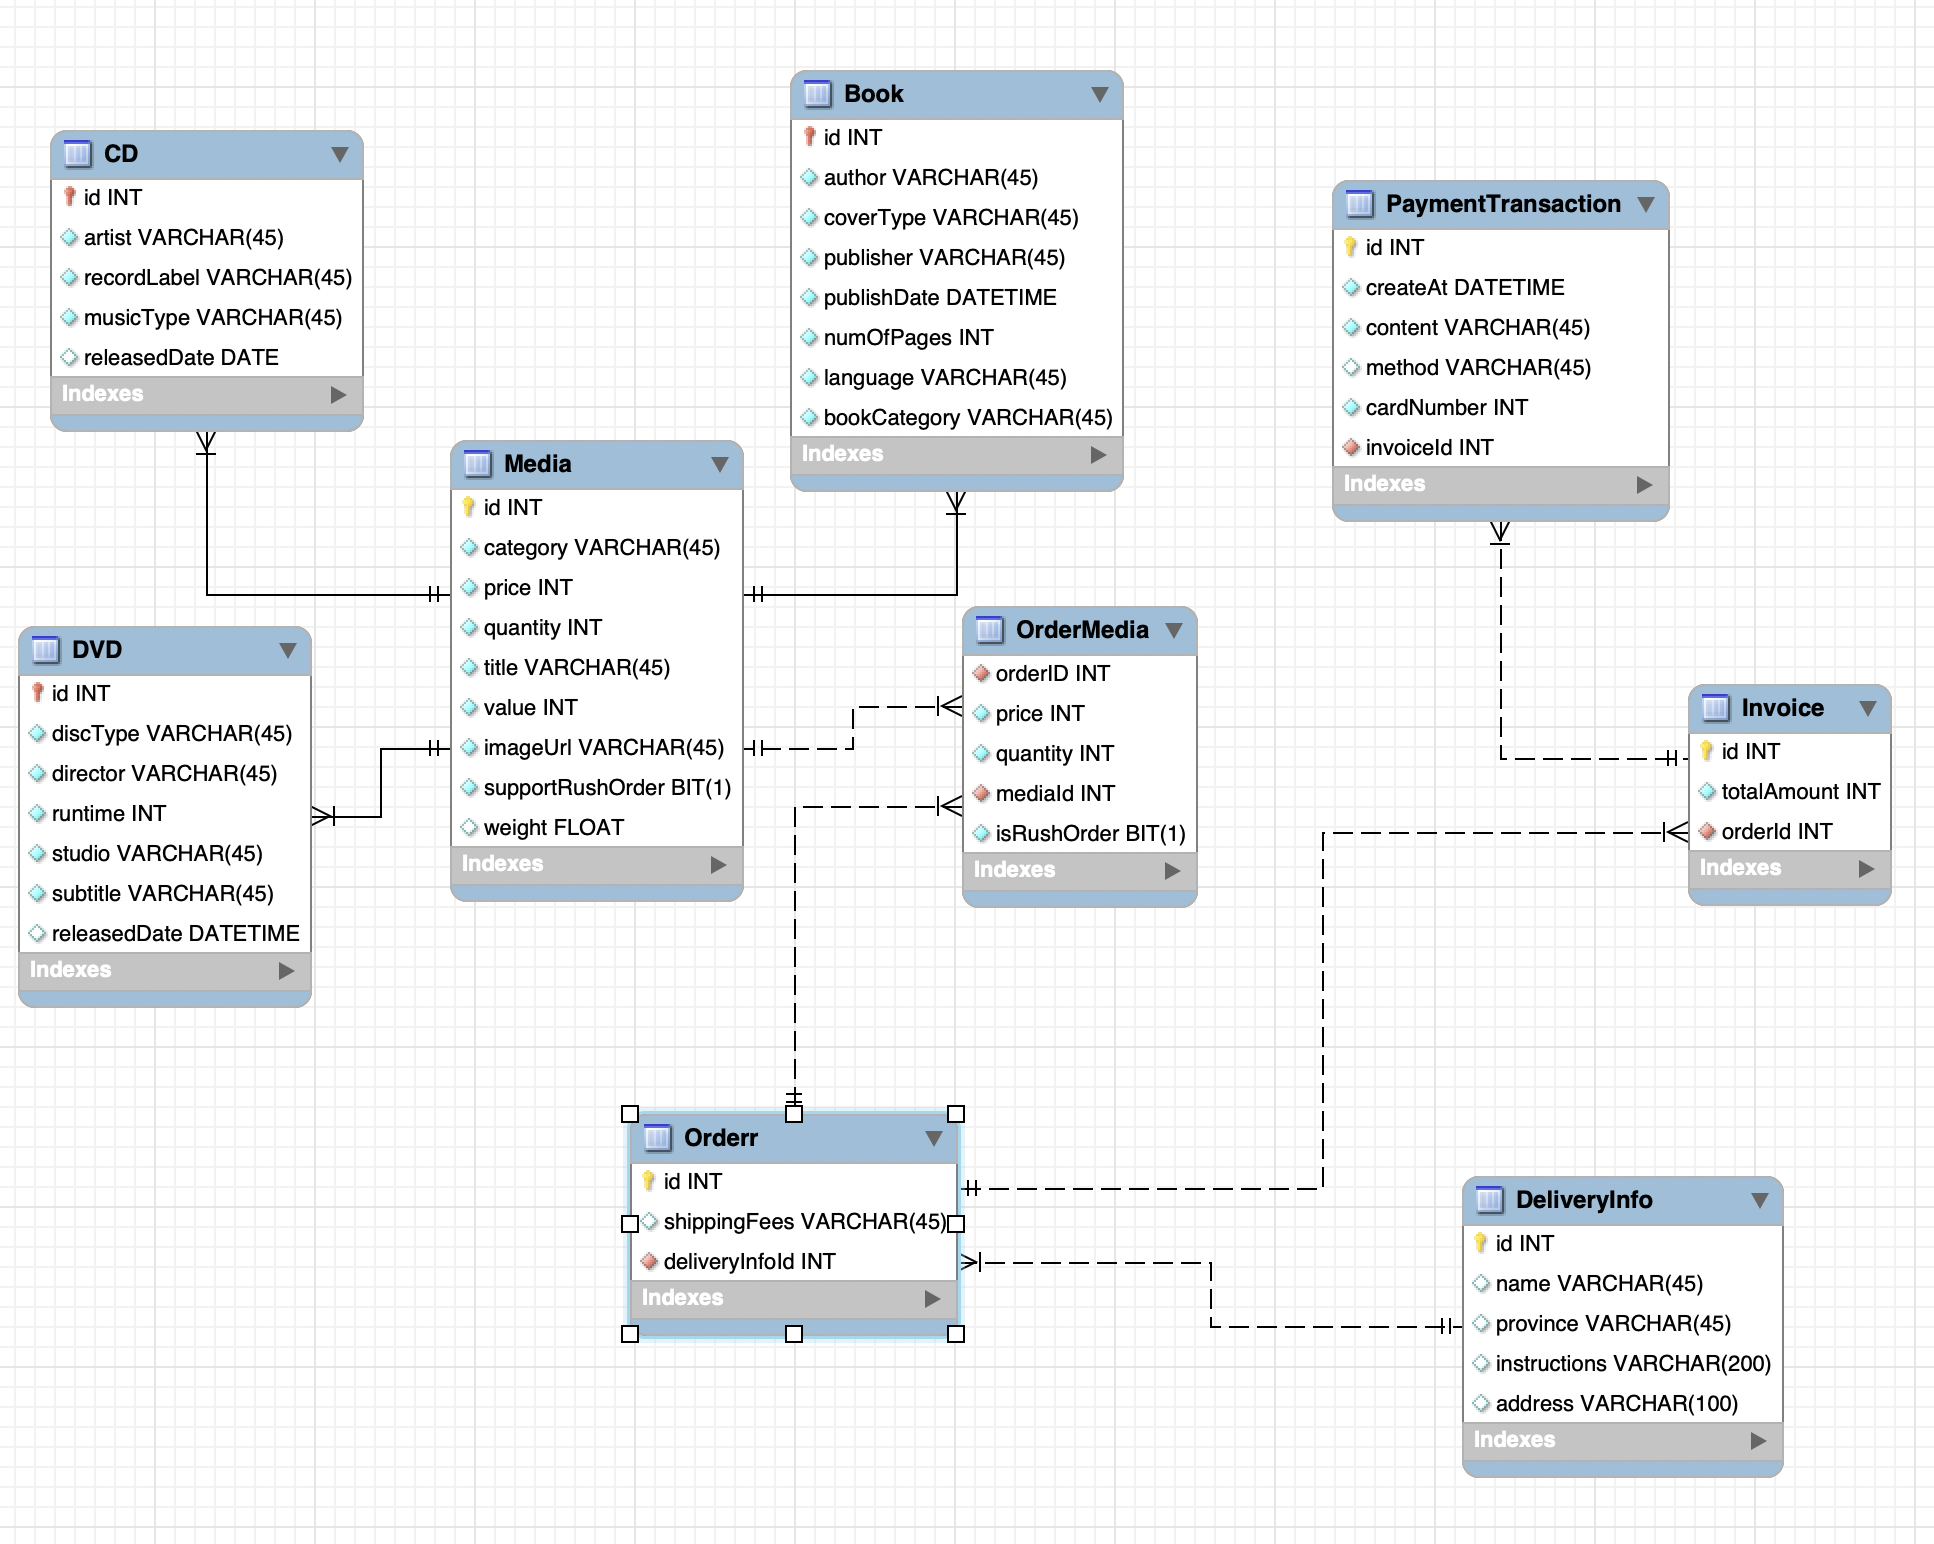 CD
id INT
artist VARCHAR(45)
recordLabel VARCHAR(45)
musicType VARCHAR(45)
releasedDate DATE
Indexes
Book
id INT
author VARCHAR(45)
coverType VARCHAR(45)
publisher VARCHAR(45)
publishDate DATETIME
numOfPages INT
language VARCHAR(45)
bookCategory VARCHAR(45)
Indexes
PaymentTransaction
id INT
createAt DATETIME
content VARCHAR(45)
method VARCHAR(45)
cardNumber INT
invoiceId INT
Indexes
Media
id INT
category VARCHAR(45)
price INT
quantity INT
title VARCHAR(45)
value INT
imageUrl VARCHAR(45)
supportRushOrder BIT(1)
weight FLOAT
Indexes
DVD
id INT
discType VARCHAR(45)
director VARCHAR(45)
runtime INT
studio VARCHAR(45)
subtitle VARCHAR(45)
releasedDate DATETIME
Indexes
OrderMedia
orderID INT
price INT
quantity INT
mediaId INT
isRushOrder BIT(1)
Indexes
Invoice
id INT
totalAmount INT
orderId INT
Indexes
Orderr
id INT
shippingFees VARCHAR(45)
deliveryInfoId INT
Indexes
DeliveryInfo
id INT
name VARCHAR(45)
province VARCHAR(45)
instructions VARCHAR(200)
address VARCHAR(100)
Indexes